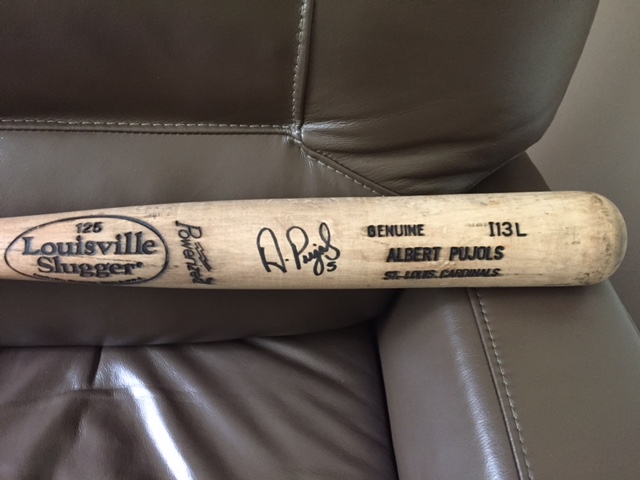 125
Louisville
Slugger®
Powerized
A. Pujols
5
GENUINE I13L
ALBERT PUJOLS
ST. LOUIS CARDINALS